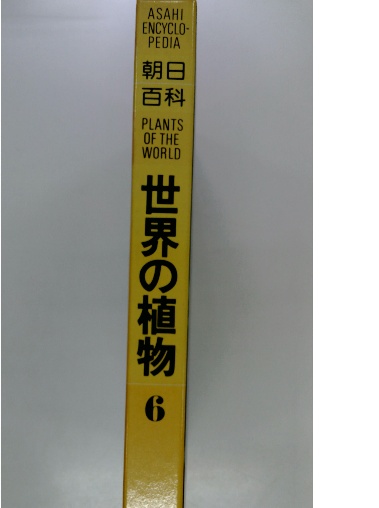 ASAHI
ENCYCLO-
PEDIA
朝日
百科
PLANTS
OF THE
WORLD
世界の植物
6